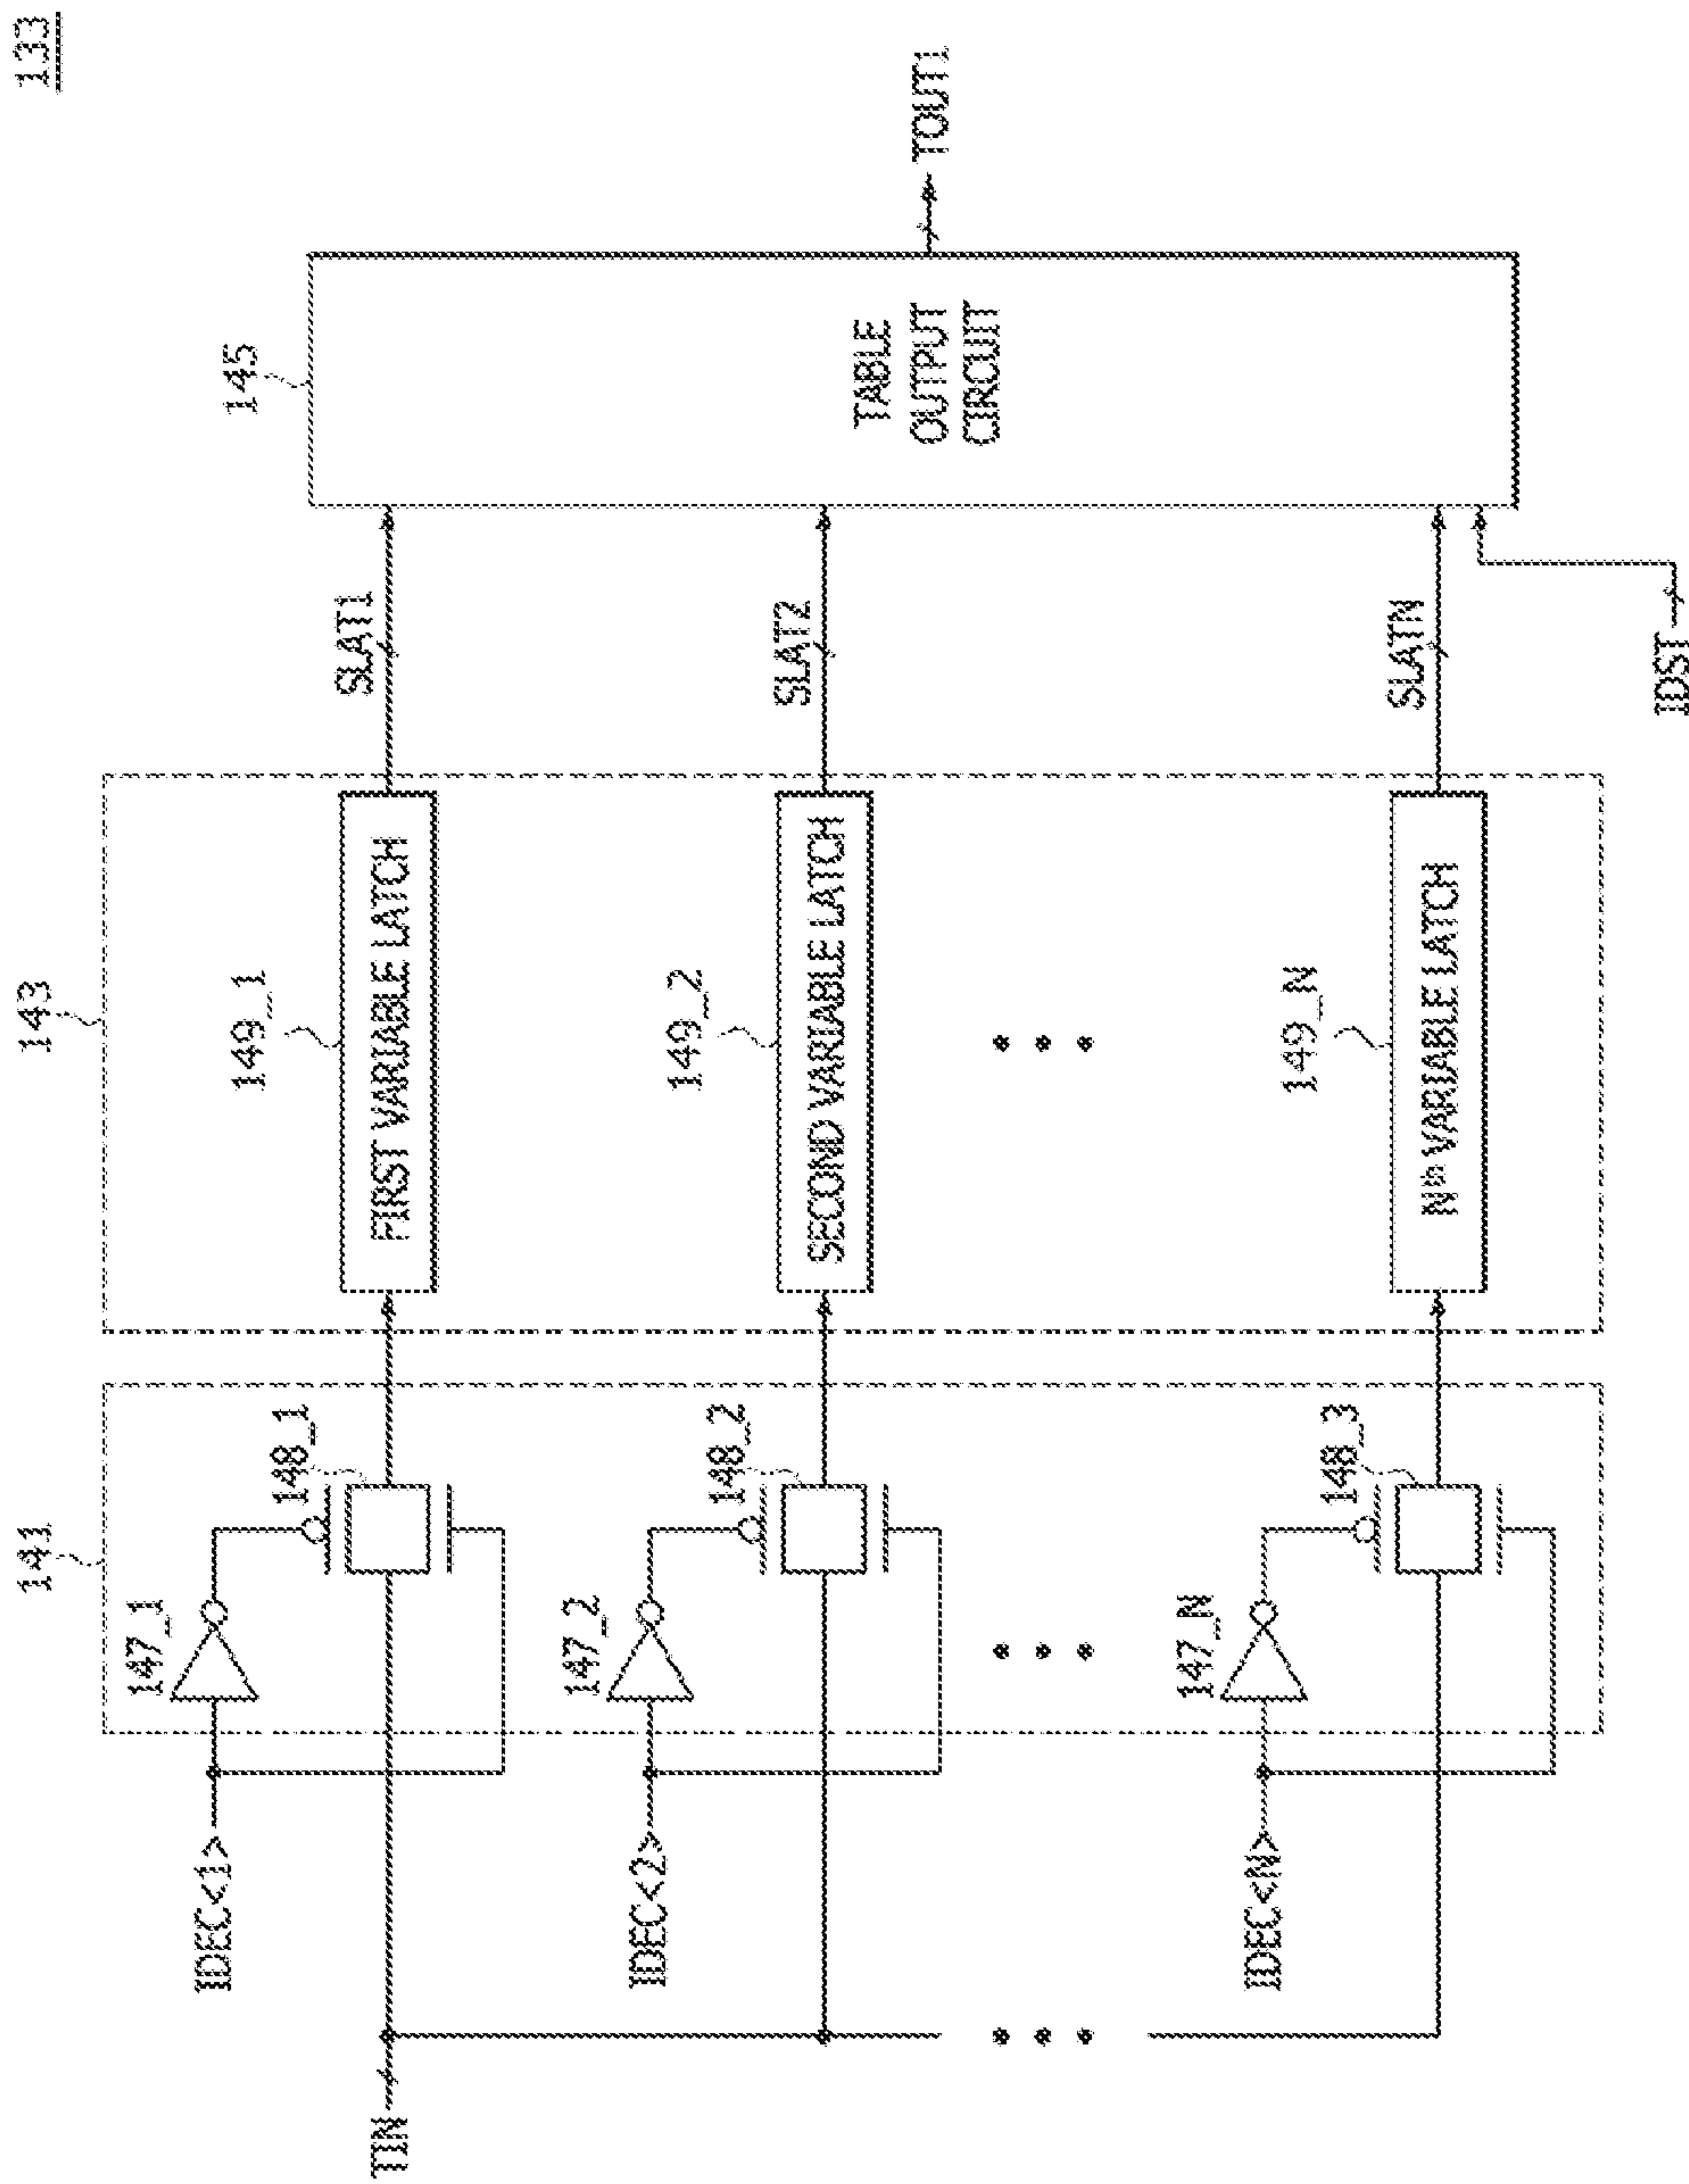 133
141
143
145
147_1
148_1
149_1
IDEC<1>
TIN
FIRST VARIABLE LATCH
SLAT1
147_2
148_2
149_2
IDEC<2>
SECOND VARIABLE LATCH
SLAT2
TABLE
OUTPUT
CIRCUIT
TOUT1
147_N
148_3
149_N
IDEC<N>
Nth VARIABLE LATCH
SLATN
IDST